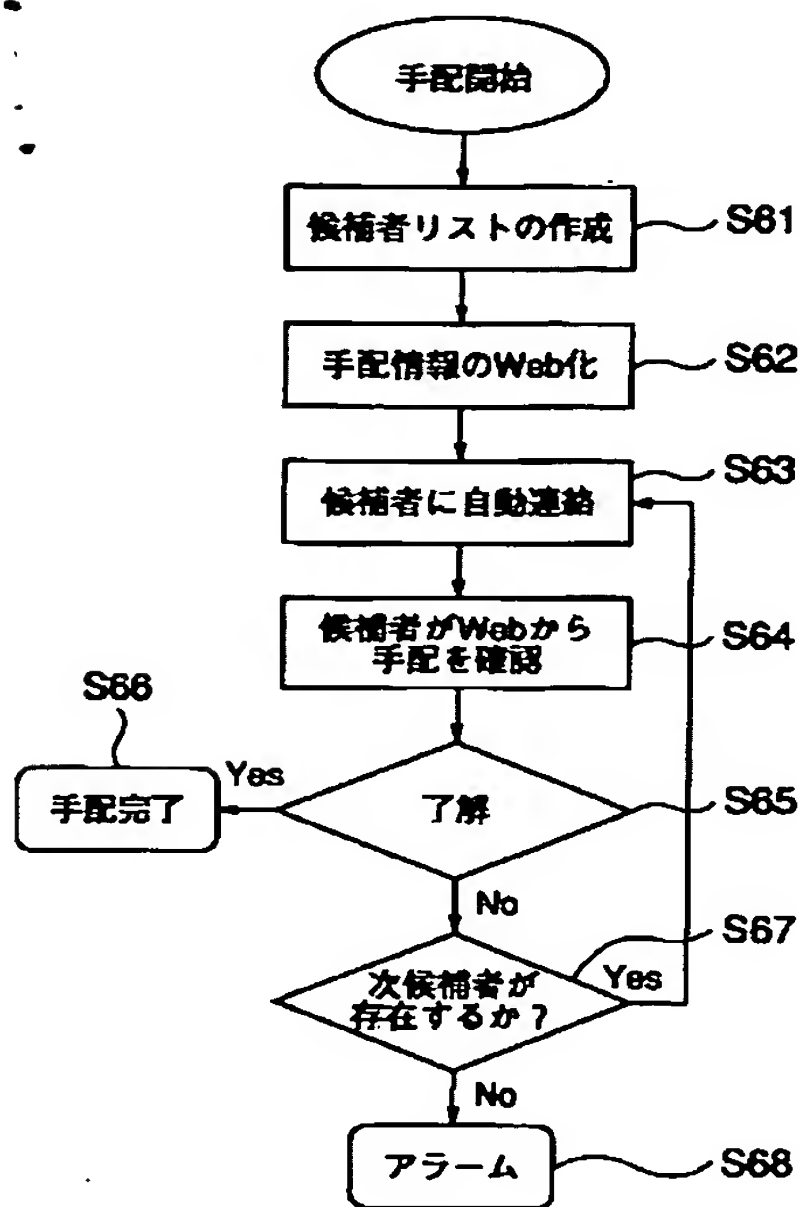 手配開始
候補者リストの作成
S61
手配情報のWeb化
S62
候補者に自動連絡
S63
候補者がWebから
手配を確認
S64
S66
手配完了
Yes
了解
S65
No
S67
次候補者が
存在するか？
Yes
No
アラーム
S68